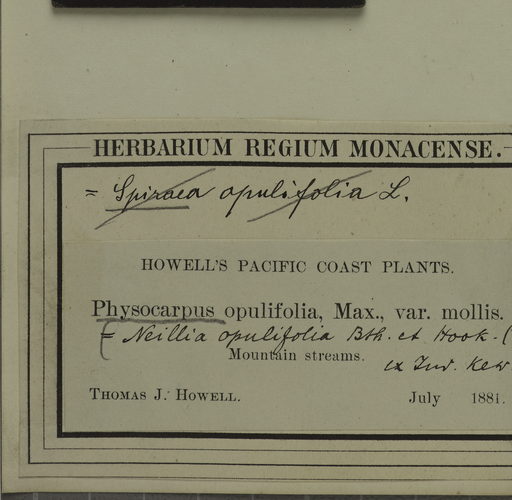 HERBARIUM REGIUM MONACENSE.
= Spiraea opulifolia L.
HOWELL'S PACIFIC COAST PLANTS.
Physocarpus opulifolia, Max., var. mollis.
= Neillia opulifolia Bth. et Hook. (
Mountain streams.
ex Ind. Kew.
THOMAS J. HOWELL. July 1881.